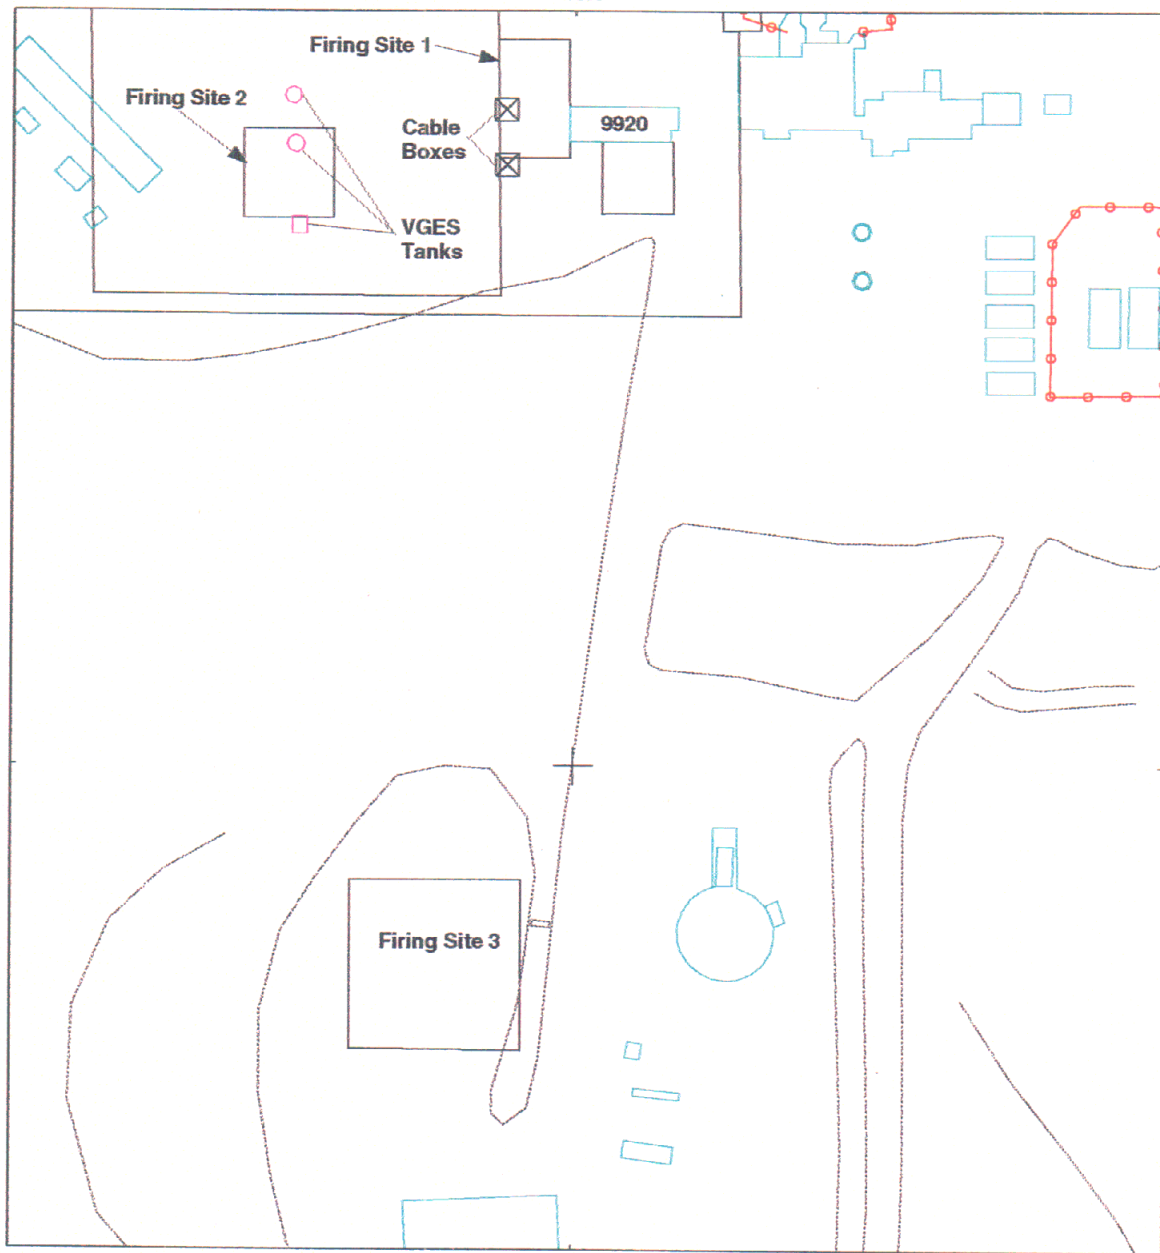 Firing Site 1
Firing Site 2
Cable
Boxes
9920
VGES
Tanks
Firing Site 3